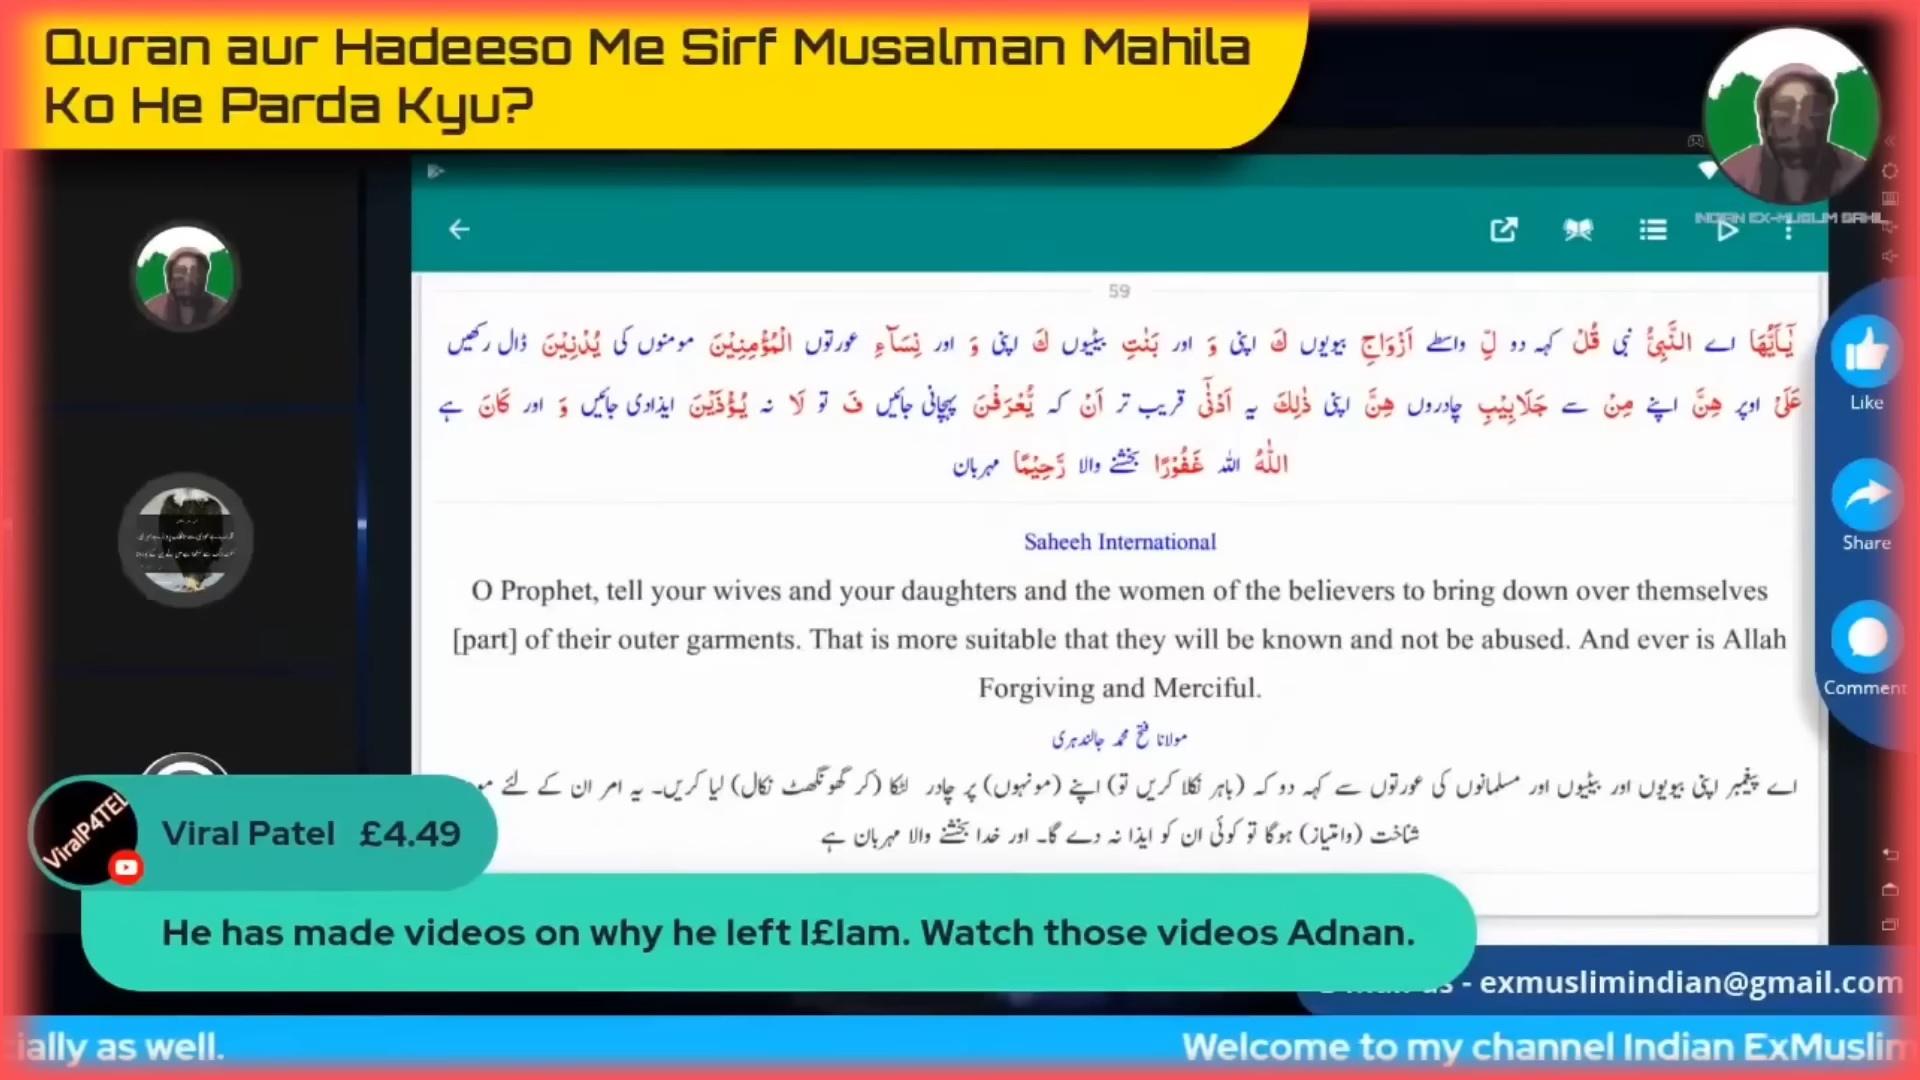 Quran aur Hadeeso Me Sirf Musalman Mahila
Ko He Parda Kyu?
INDIAN EX-MUSLIM SAHIL
59
يٰۤاَيُّهَا اے النَّبِىُّ نبی قُلْ کہہ دو لِّ واسطے اَزْوَاجِ بیویوں كَ اپنی وَ اور بَنٰتِ بیٹیوں كَ اپنی وَ اور نِسَآءِ عورتوں الْمُؤْمِنِيْنَ مومنوں کی يُدْنِيْنَ ڈال رکھیں
عَلَىْ اوپر هِنَّ اپنے مِنْ سے جَلَابِيْبِ چادروں هِنَّ اپنی ذٰلِكَ یہ اَدْنٰٓى قریب تر اَنْ کہ يُّعْرَفْنَ پہچانی جائیں فَ تو لَا نہ يُؤْذَيْنَ ایذا دی جائیں وَ اور كَانَ ہے
اللّٰهُ اللہ غَفُوْرًا بخشنے والا رَّحِيْمًا مہربان
Saheeh International
O Prophet, tell your wives and your daughters and the women of the believers to bring down over themselves
[part] of their outer garments. That is more suitable that they will be known and not be abused. And ever is Allah
Forgiving and Merciful.
مولانا فتح محمد جالندہری
اے پیغمبر اپنی بیویوں اور بیٹیوں اور مسلمانوں کی عورتوں سے کہہ دو کہ (باہر نکلا کریں تو) اپنے (مونہوں) پر چادر لٹکا (کر گھونگھٹ نکال) لیا کریں۔ یہ امر ان کے لئے
شناخت (وامتیاز) ہوگا تو کوئی ان کو ایذا نہ دے گا۔ اور خدا بخشنے والا مہربان ہے
Like
Share
Comment
ViralP4TEL
Viral Patel £4.49
He has made videos on why he left I£lam. Watch those videos Adnan.
- exmuslimindian@gmail.com
ially as well.
Welcome to my channel Indian ExMuslim